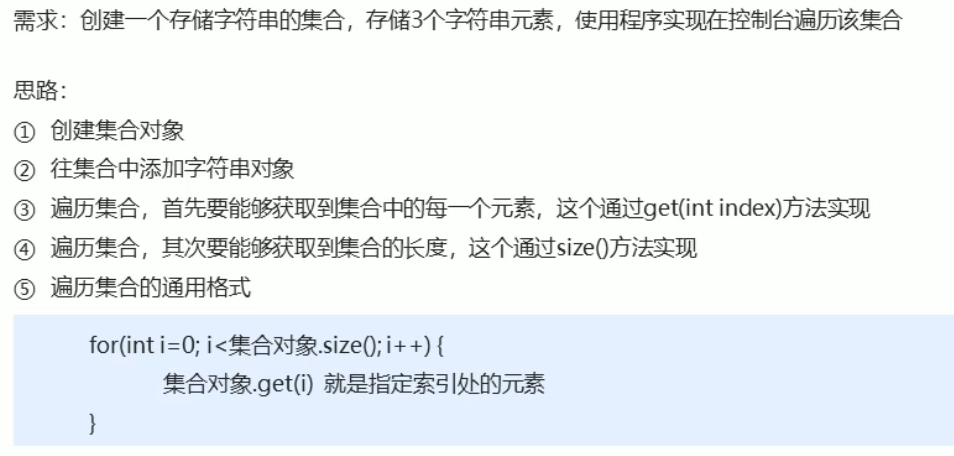 需求：创建一个存储字符串的集合，存储3个字符串元素，使用程序实现在控制台遍历该集合
思路：
① 创建集合对象
② 往集合中添加字符串对象
③ 遍历集合，首先要能够获取到集合中的每一个元素，这个通过get(int index)方法实现
④ 遍历集合，其次要能够获取到集合的长度，这个通过size()方法实现
⑤ 遍历集合的通用格式
for(int i=0; i<集合对象.size(); i++) {
集合对象.get(i) 就是指定索引处的元素
}